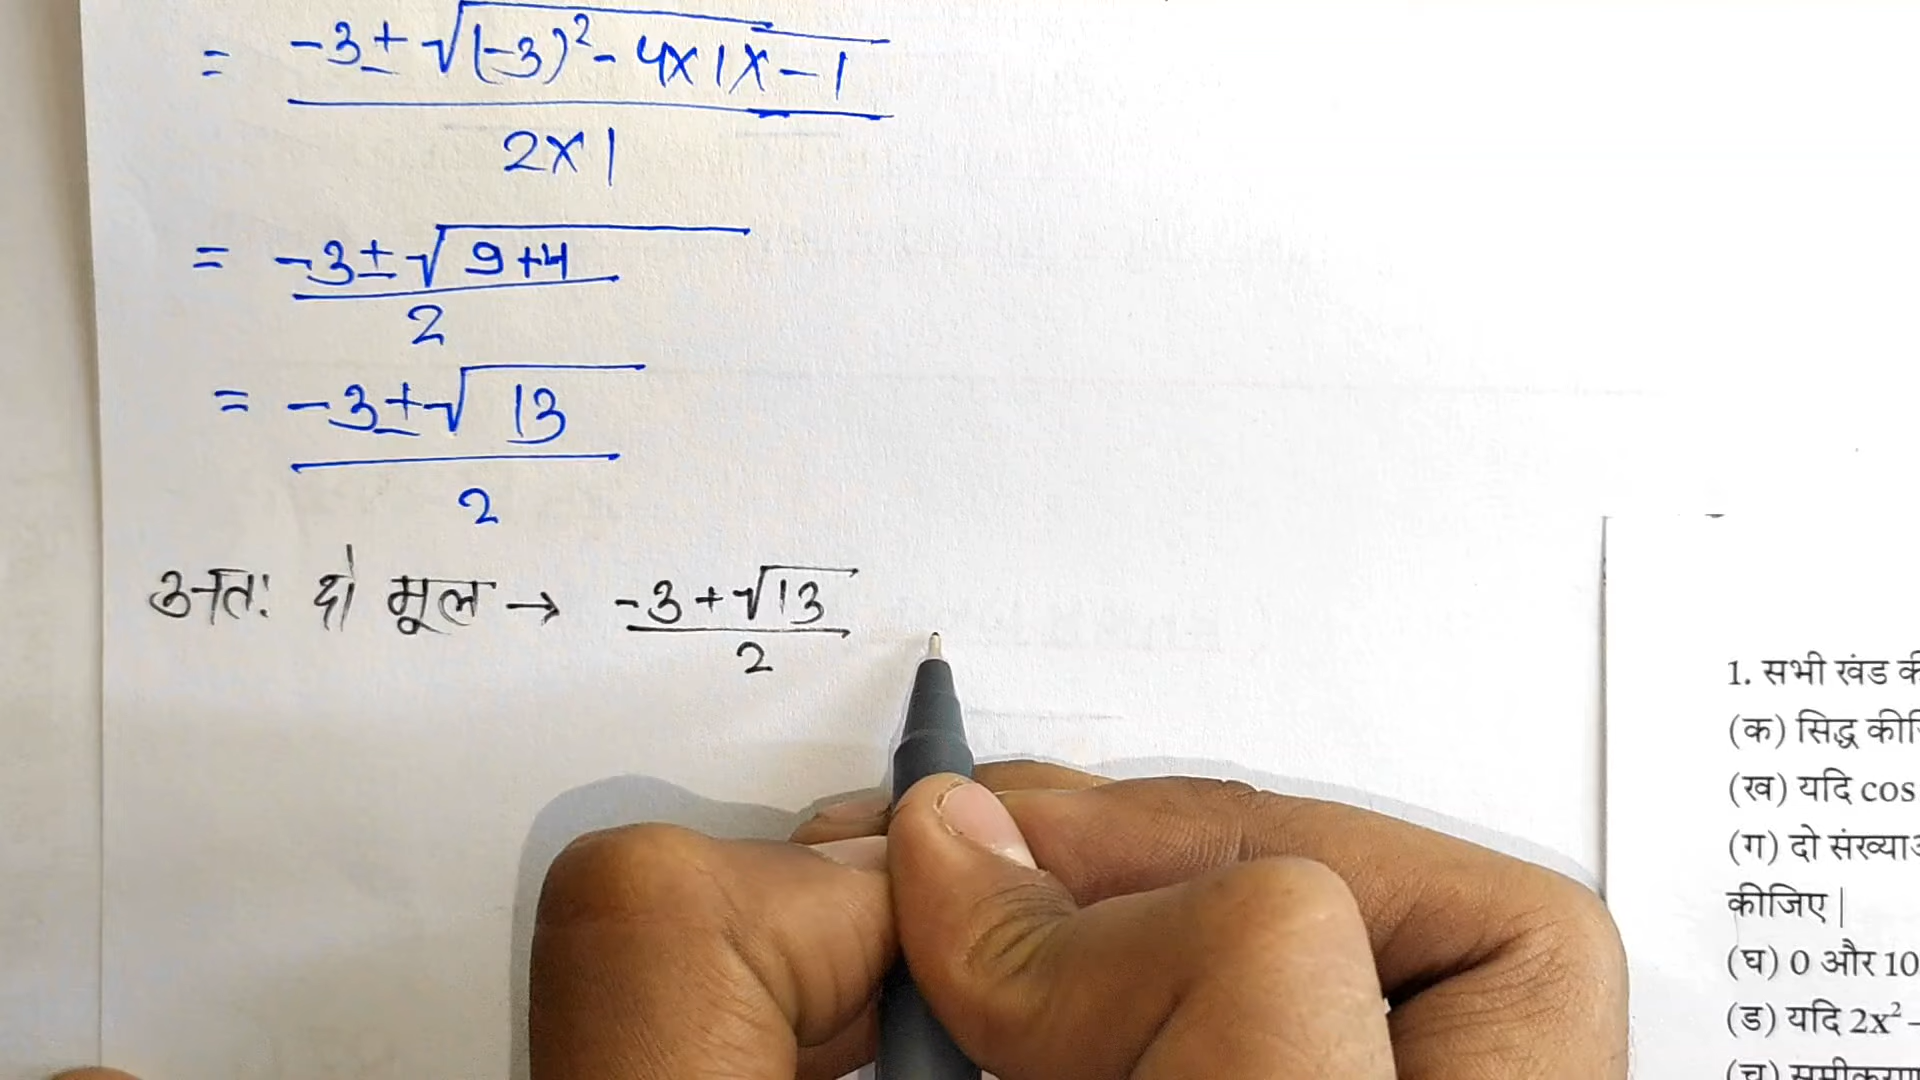 = -3 ± √(-3)² - 4×1×-1
2×1
= -3 ± √9+4
2
= -3 ± √13
2
अतः दो मूल → -3 + √13
2
1. सभी खंड
(क) सिद्ध
(ख) यदि cos
(ग) दो
कीजिए |
(घ) 0 और 10
(ड) यदि 2x² -
(च)